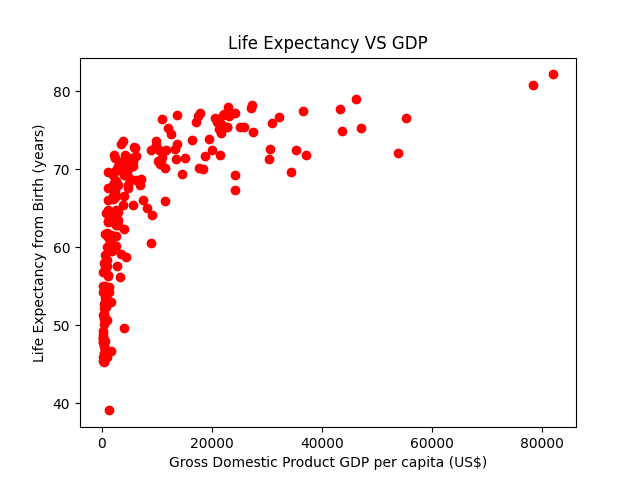 Life Expectancy VS GDP
Life Expectancy from Birth (years)
80
70
60
50
40
0 20000 40000 60000 80000
Gross Domestic Product GDP per capita (US$)